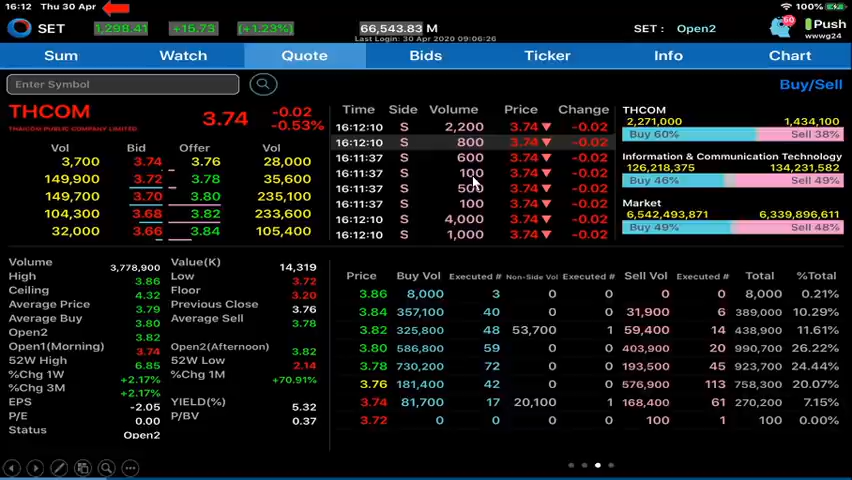 16:12 Thu 30 Apr 100%
SET 1,298.41 +15.73 (+1.23%) 66,543.83 M SET : Open2 60 Push
Last Login: 30 Apr 2020 09:06:26 wwwg24
Sum Watch Quote Bids Ticker Info Chart
Enter Symbol Buy/Sell
THCOM 3.74 -0.02
THAICOM PUBLIC COMPANY LIMITED -0.53%
Vol Bid Offer Vol
3,700 3.74 3.76 28,000
149,900 3.72 3.78 35,600
149,700 3.70 3.80 235,100
104,300 3.68 3.82 233,600
32,000 3.66 3.84 105,400
Time Side Volume Price Change
16:12:10 S 2,200 3.74 -0.02
16:12:10 S 800 3.74 -0.02
16:11:37 S 600 3.74 -0.02
16:11:37 S 100 3.74 -0.02
16:11:37 S 500 3.74 -0.02
16:11:37 S 100 3.74 -0.02
16:12:10 S 4,000 3.74 -0.02
16:12:10 S 1,000 3.74 -0.02
THCOM
2,271,000 1,434,100
Buy 60% Sell 38%
Information & Communication Technology
126,218,375 134,231,582
Buy 46% Sell 49%
Market
6,542,493,871 6,339,896,611
Buy 49% Sell 48%
Volume 3,778,900 Value(K) 14,319
High 3.86 Low 3.72
Ceiling 4.32 Floor 3.20
Average Price 3.79 Previous Close 3.76
Average Buy 3.80 Average Sell 3.78
Open2 3.82
Open1(Morning) 3.74 Open2(Afternoon) 3.82
52W High 6.85 52W Low 2.14
%Chg 1W +2.17% %Chg 1M +70.91%
%Chg 3M +2.17%
EPS -2.05 YIELD(%) 5.32
P/E 0.00 P/BV 0.37
Status Open2
Price Buy Vol Executed # Non-Side Vol Executed # Sell Vol Executed # Total %Total
3.86 8,000 3 0 0 0 0 8,000 0.21%
3.84 357,100 40 0 0 31,900 6 389,000 10.29%
3.82 325,800 48 53,700 1 59,400 14 438,900 11.61%
3.80 586,800 59 0 0 403,900 20 990,700 26.22%
3.78 730,200 72 0 0 193,500 45 923,700 24.44%
3.76 181,400 42 0 0 576,900 113 758,300 20.07%
3.74 81,700 17 20,100 1 168,400 61 270,200 7.15%
3.72 0 0 0 0 100 1 100 0.00%